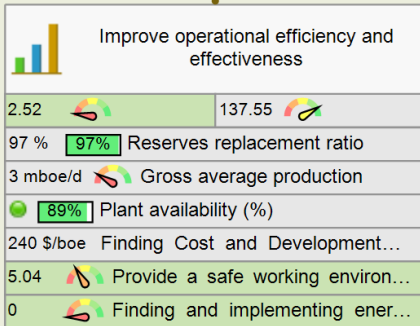 Improve operational efficiency and
effectiveness
2.52 137.55
97 % 97% Reserves replacement ratio
3 mboe/d Gross average production
89% Plant availability (%)
240 $/boe Finding Cost and Development...
5.04 Provide a safe working environ...
0 Finding and implementing ener...